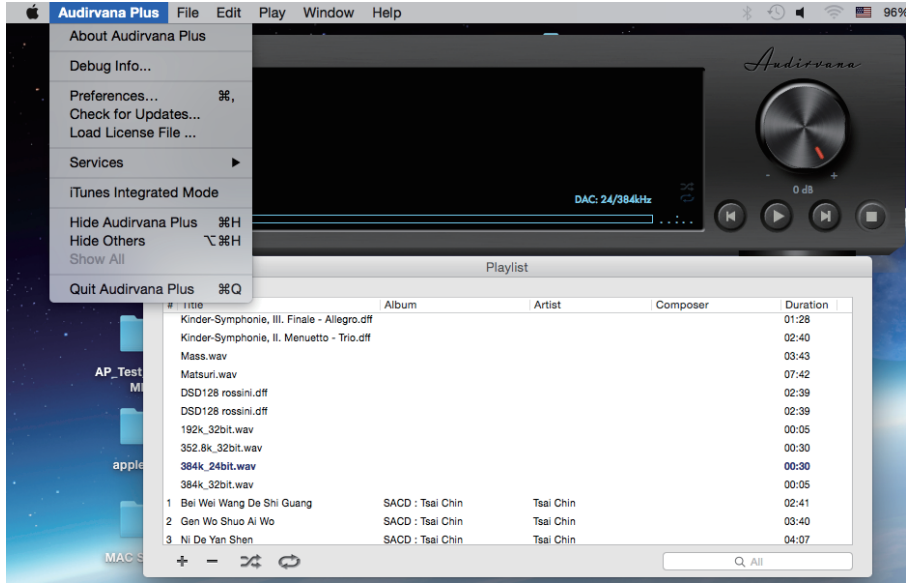 Audirvana Plus File Edit Play Window Help 96%
About Audirvana Plus
Debug Info...
Preferences... ⌘,
Check for Updates...
Load License File ...
Services
iTunes Integrated Mode
Hide Audirvana Plus ⌘H
Hide Others ⌥⌘H
Show All
Quit Audirvana Plus ⌘Q
Audirvana
- +
0 dB
DAC: 24/384kHz
Playlist
# Title Album Artist Composer Duration
Kinder-Symphonie, III. Finale - Allegro.dff 01:28
Kinder-Symphonie, II. Menuetto - Trio.dff 02:40
Mass.wav 03:43
Matsuri.wav 07:42
DSD128 rossini.dff 02:39
DSD128 rossini.dff 02:39
192k_32bit.wav 00:05
352.8k_32bit.wav 00:30
384k_24bit.wav 00:30
384k_32bit.wav 00:05
1 Bei Wei Wang De Shi Guang SACD : Tsai Chin Tsai Chin 02:41
2 Gen Wo Shuo Ai Wo SACD : Tsai Chin Tsai Chin 03:40
3 Ni De Yan Shen SACD : Tsai Chin Tsai Chin 04:07
All
AP_Test
MI
apple
MAC S